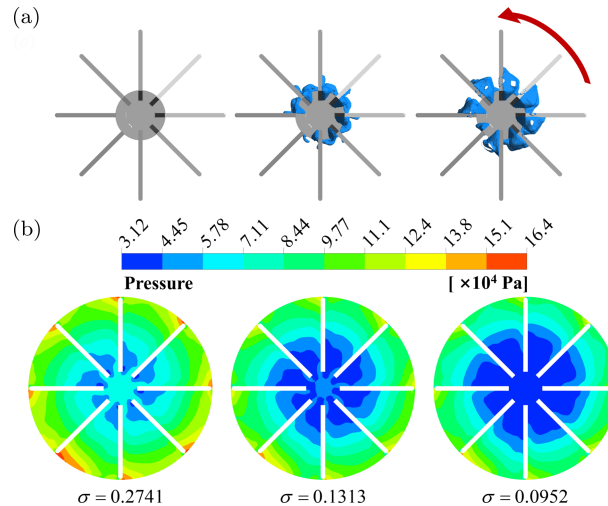 (a)
(b)
3.12 4.45 5.78 7.11 8.44 9.77 11.1 12.4 13.8 15.1 16.4
Pressure [ ×10⁴ Pa]
σ = 0.2741 σ = 0.1313 σ = 0.0952